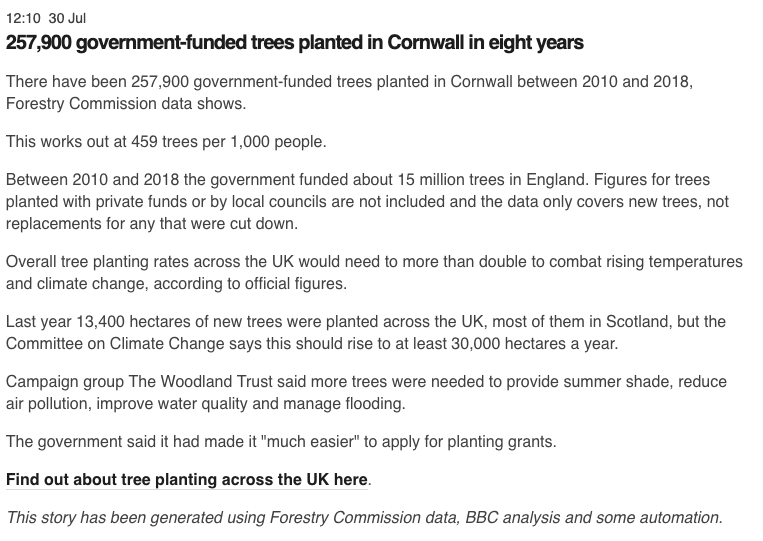 12:10 30 Jul
257,900 government-funded trees planted in Cornwall in eight years
There have been 257,900 government-funded trees planted in Cornwall between 2010 and 2018,
Forestry Commission data shows.
This works out at 459 trees per 1,000 people.
Between 2010 and 2018 the government funded about 15 million trees in England. Figures for trees
planted with private funds or by local councils are not included and the data only covers new trees, not
replacements for any that were cut down.
Overall tree planting rates across the UK would need to more than double to combat rising temperatures
and climate change, according to official figures.
Last year 13,400 hectares of new trees were planted across the UK, most of them in Scotland, but the
Committee on Climate Change says this should rise to at least 30,000 hectares a year.
Campaign group The Woodland Trust said more trees were needed to provide summer shade, reduce
air pollution, improve water quality and manage flooding.
The government said it had made it "much easier" to apply for planting grants.
Find out about tree planting across the UK here.
This story has been generated using Forestry Commission data, BBC analysis and some automation.